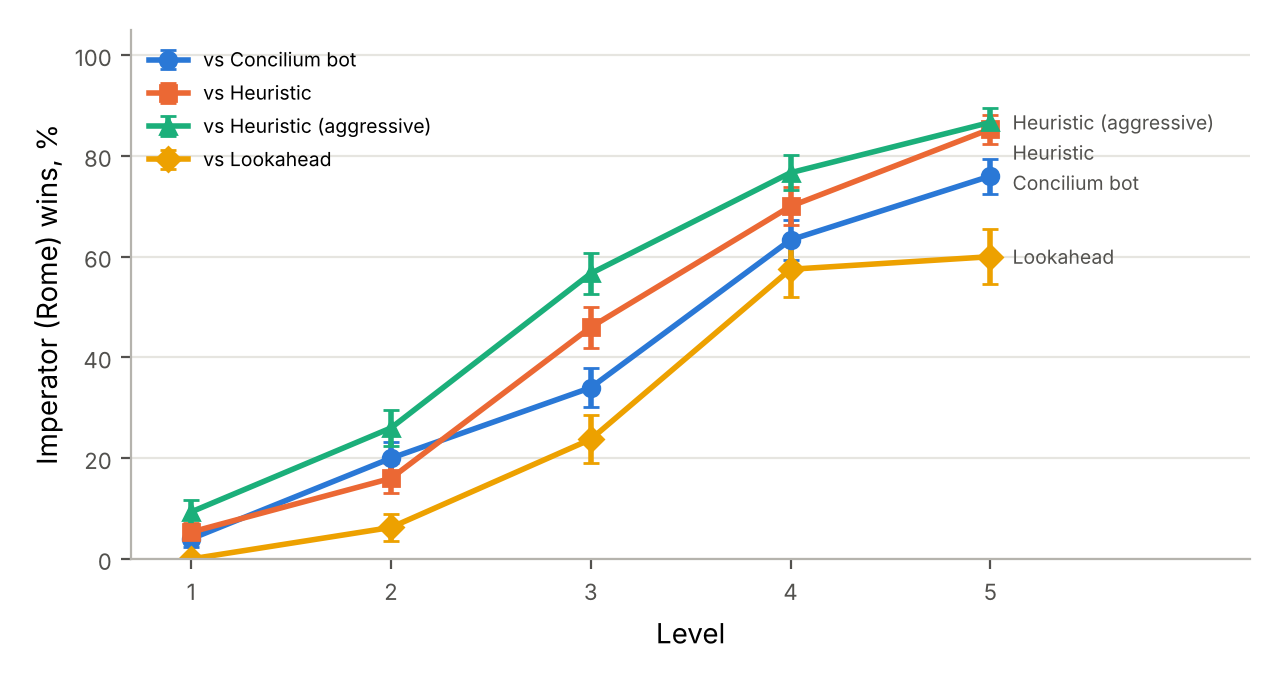 100
80
60
40
20
0
Imperator (Rome) wins, %
vs Concilium bot
vs Heuristic
vs Heuristic (aggressive)
vs Lookahead
Heuristic (aggressive)
Heuristic
Concilium bot
Lookahead
1 2 3 4 5
Level